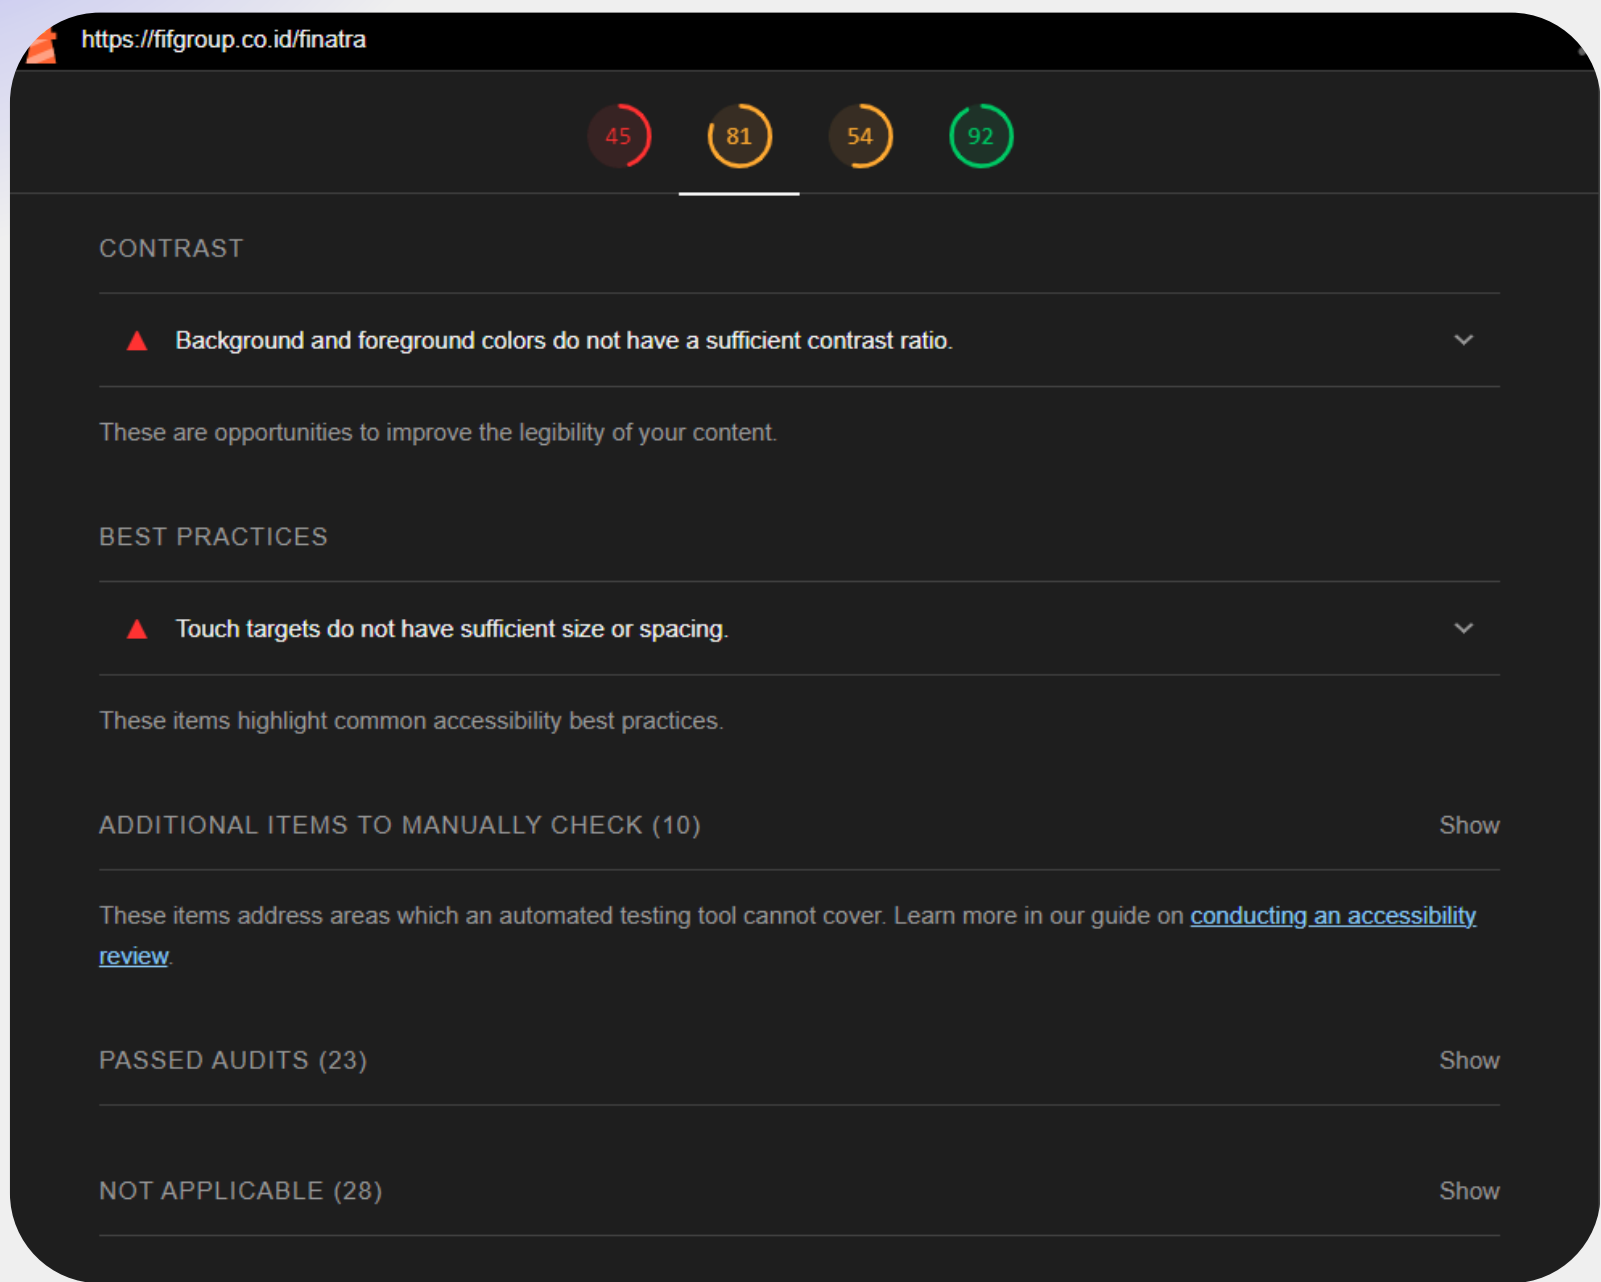 https://fifgroup.co.id/finatra
45 81 54 92
CONTRAST
Background and foreground colors do not have a sufficient contrast ratio.
These are opportunities to improve the legibility of your content.
BEST PRACTICES
Touch targets do not have sufficient size or spacing.
These items highlight common accessibility best practices.
ADDITIONAL ITEMS TO MANUALLY CHECK (10) Show
These items address areas which an automated testing tool cannot cover. Learn more in our guide on conducting an accessibility
review.
PASSED AUDITS (23) Show
NOT APPLICABLE (28) Show